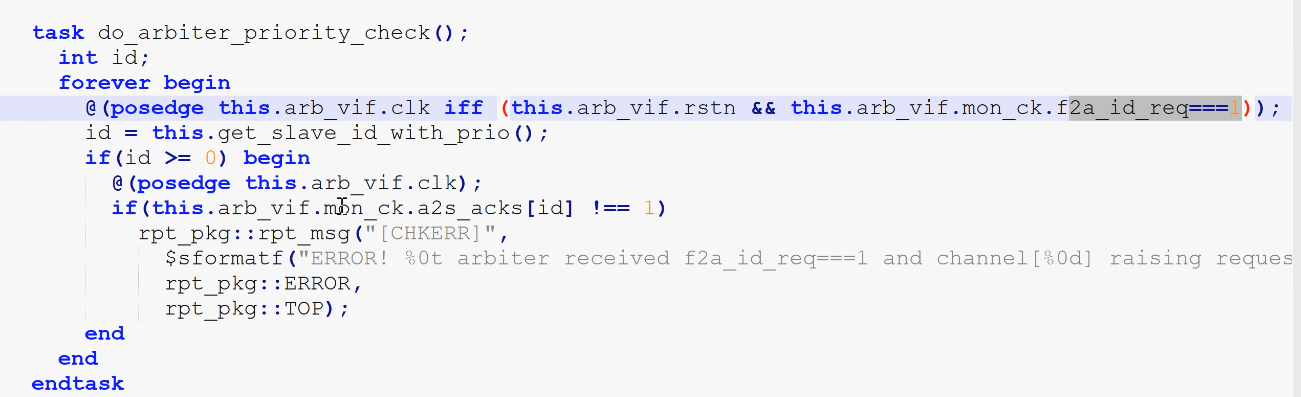 task do_arbiter_priority_check();
int id;
forever begin
@(posedge this.arb_vif.clk iff (this.arb_vif.rstn && this.arb_vif.mon_ck.f2a_id_req===1));
id = this.get_slave_id_with_prio();
if(id >= 0) begin
@(posedge this.arb_vif.clk);
if(this.arb_vif.mon_ck.a2s_acks[id] !== 1)
rpt_pkg::rpt_msg("[CHKERR]",
$sformatf("ERROR! %0t arbiter received f2a_id_req===1 and channel[%0d] raising reques
rpt_pkg::ERROR,
rpt_pkg::TOP);
end
end
endtask